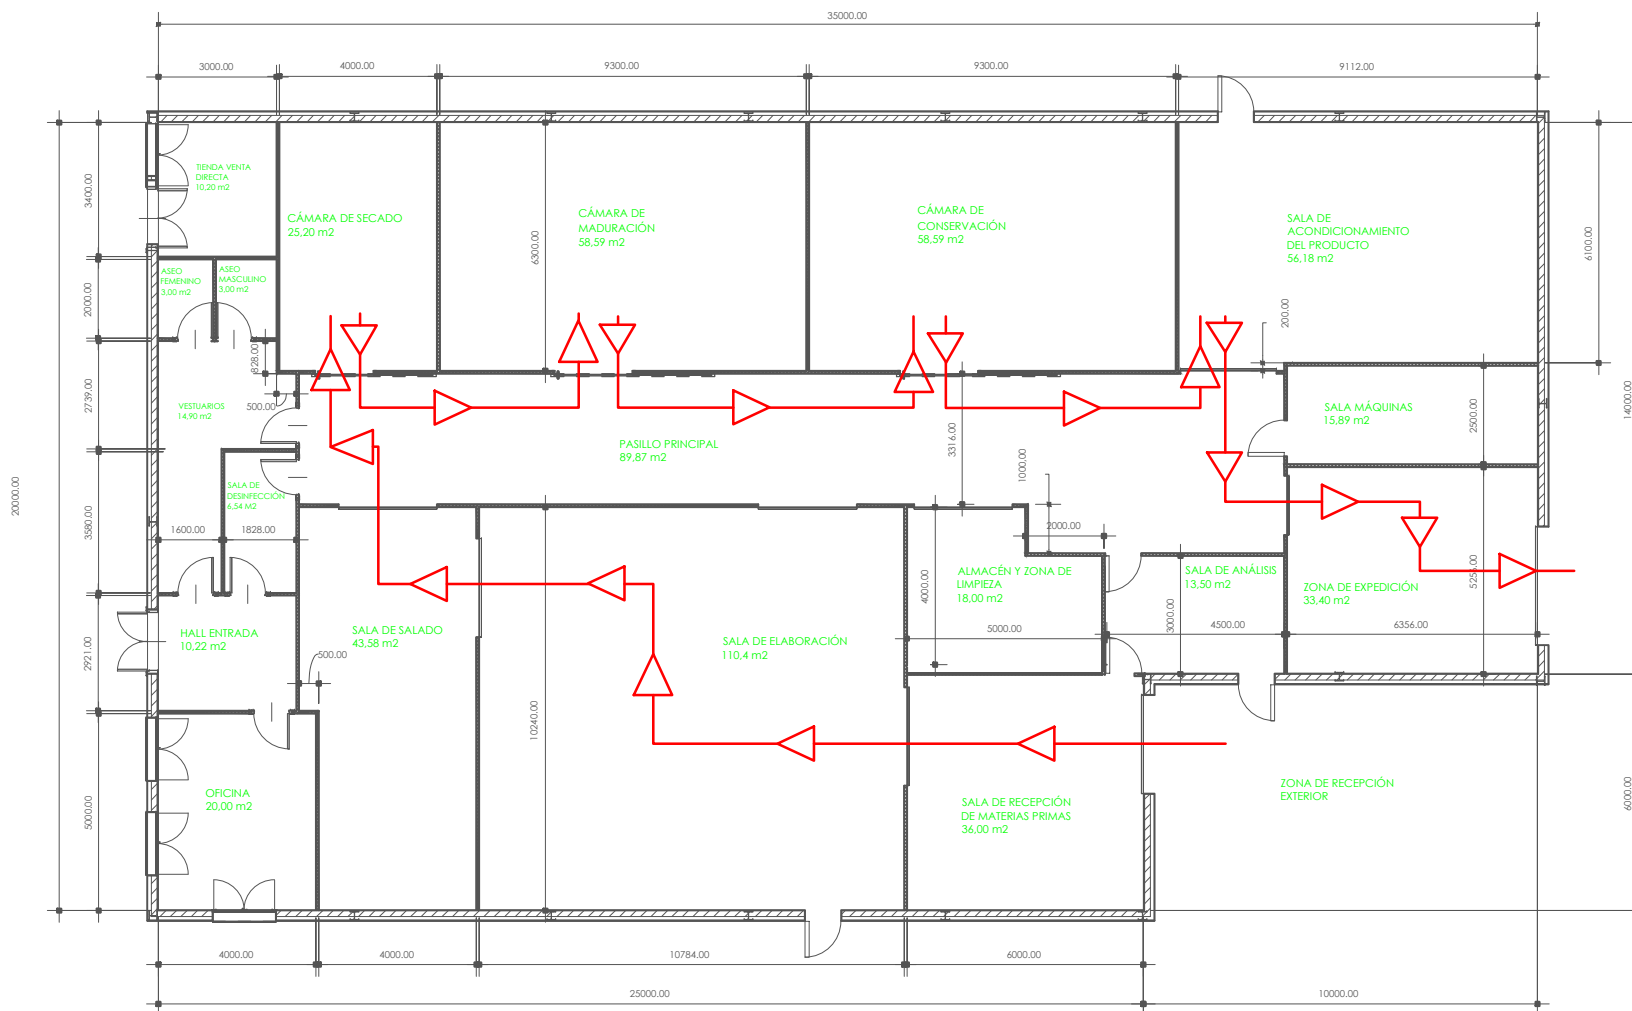 35000.00
3000.00
4000.00
9300.00
9300.00
9112.00
3400.00
TIENDA VENTA
DIRECTA
10,20 m2
CÁMARA DE SECADO
25,20 m2
CÁMARA DE
MADURACIÓN
58,59 m2
6300.00
CÁMARA DE
CONSERVACIÓN
58,59 m2
SALA DE
ACONDICIONAMIENTO
DEL PRODUCTO
56,18 m2
6100.00
2000.00
ASEO
FEMENINO
3,00 m2
ASEO
MASCULINO
3,00 m2
200.00
828.00
2739.00
VESTUARIOS
14,90 m2
500.00
PASILLO PRINCIPAL
89,87 m2
3316.00
1000.00
SALA MÁQUINAS
15,89 m2
2500.00
14000.00
20000.00
SALA DE
DESINFECCIÓN
6,54 M2
3580.00
1600.00
1828.00
2000.00
ALMACÉN Y ZONA DE
LIMPIEZA
18,00 m2
4000.00
5000.00
SALA DE ANÁLISIS
13,50 m2
3000.00
4500.00
ZONA DE EXPEDICIÓN
33,40 m2
6356.00
2921.00
HALL ENTRADA
10,22 m2
SALA DE SALADO
43,58 m2
500.00
SALA DE ELABORACIÓN
110,4 m2
10240.00
5000.00
OFICINA
20,00 m2
SALA DE RECEPCIÓN
DE MATERIAS PRIMAS
36,00 m2
ZONA DE RECEPCIÓN
EXTERIOR
6000.00
4000.00
4000.00
10784.00
6000.00
25000.00
10000.00